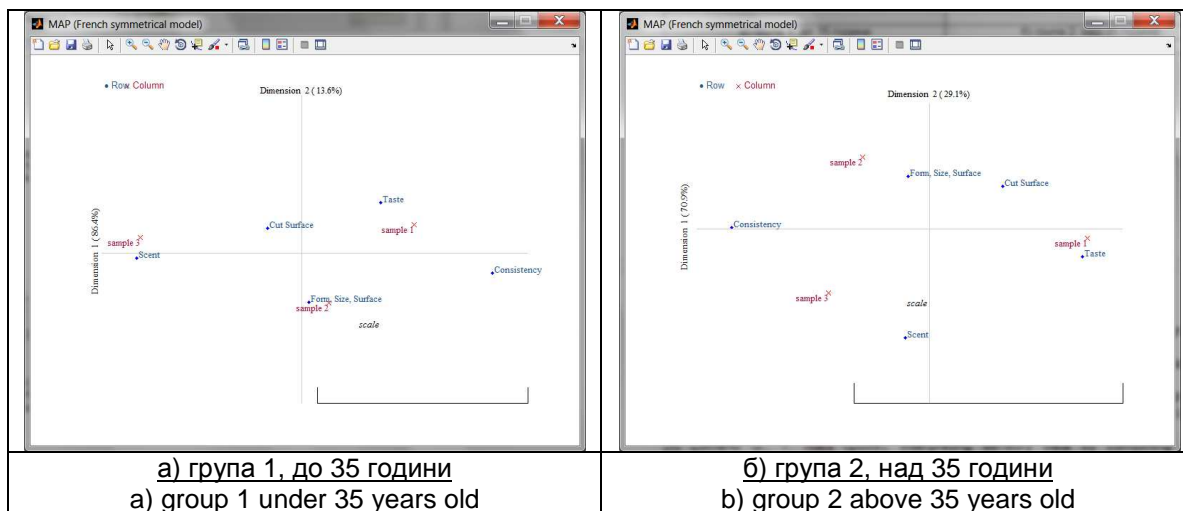 MAP (French symmetrical model)
Row Column
Dimension 2 ( 13.6%)
Taste
Cut Surface
sample 1
sample 3
Scent
Dimension 1 ( 86.4%)
Consistency
Form, Size, Surface
sample 2
scale
а) група 1, до 35 години
a) group 1 under 35 years old
MAP (French symmetrical model)
Row × Column
Dimension 2 ( 29.1%)
sample 2
Form, Size, Surface
Cut Surface
Consistency
Dimension 1 ( 70.9%)
sample 1
Taste
sample 3
scale
Scent
б) група 2, над 35 години
b) group 2 above 35 years old